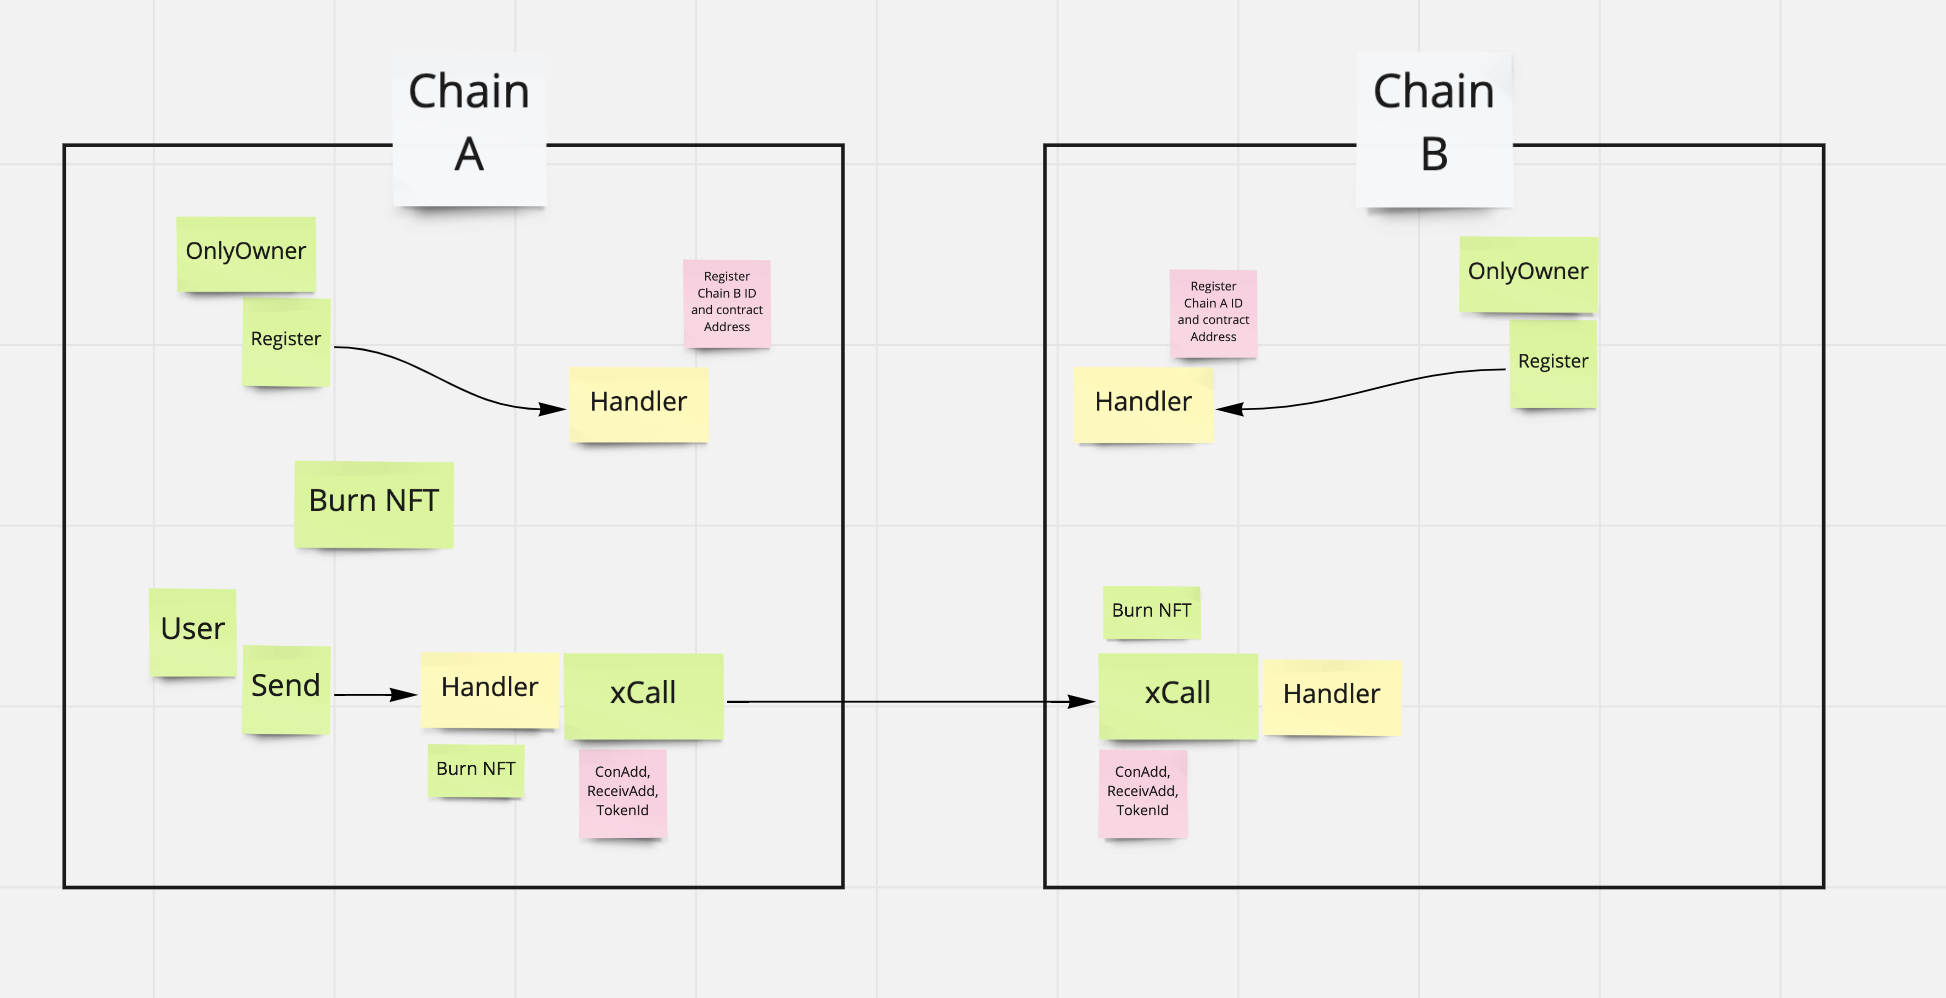 Chain
A
OnlyOwner
Register
Register
Chain B ID
and contract
Address
Handler
Burn NFT
User
Send
Handler
xCall
Burn NFT
ConAdd,
ReceivAdd,
TokenId
Chain
B
OnlyOwner
Register
Register
Chain A ID
and contract
Address
Handler
Burn NFT
xCall
Handler
ConAdd,
ReceivAdd,
TokenId